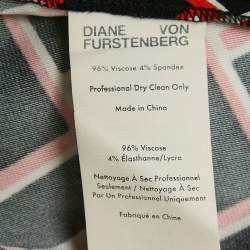 DIANE VON
FURSTENBERG
96% Viscose 4% Spandex
Professional Dry Clean Only
Made in China
96% Viscose
4% Élasthanne/Lycra
Nettoyage À Sec Professionnel
Seulement / Nettoyage À Sec
Par Un Professionnel Uniquement
Fabriqué en Chine